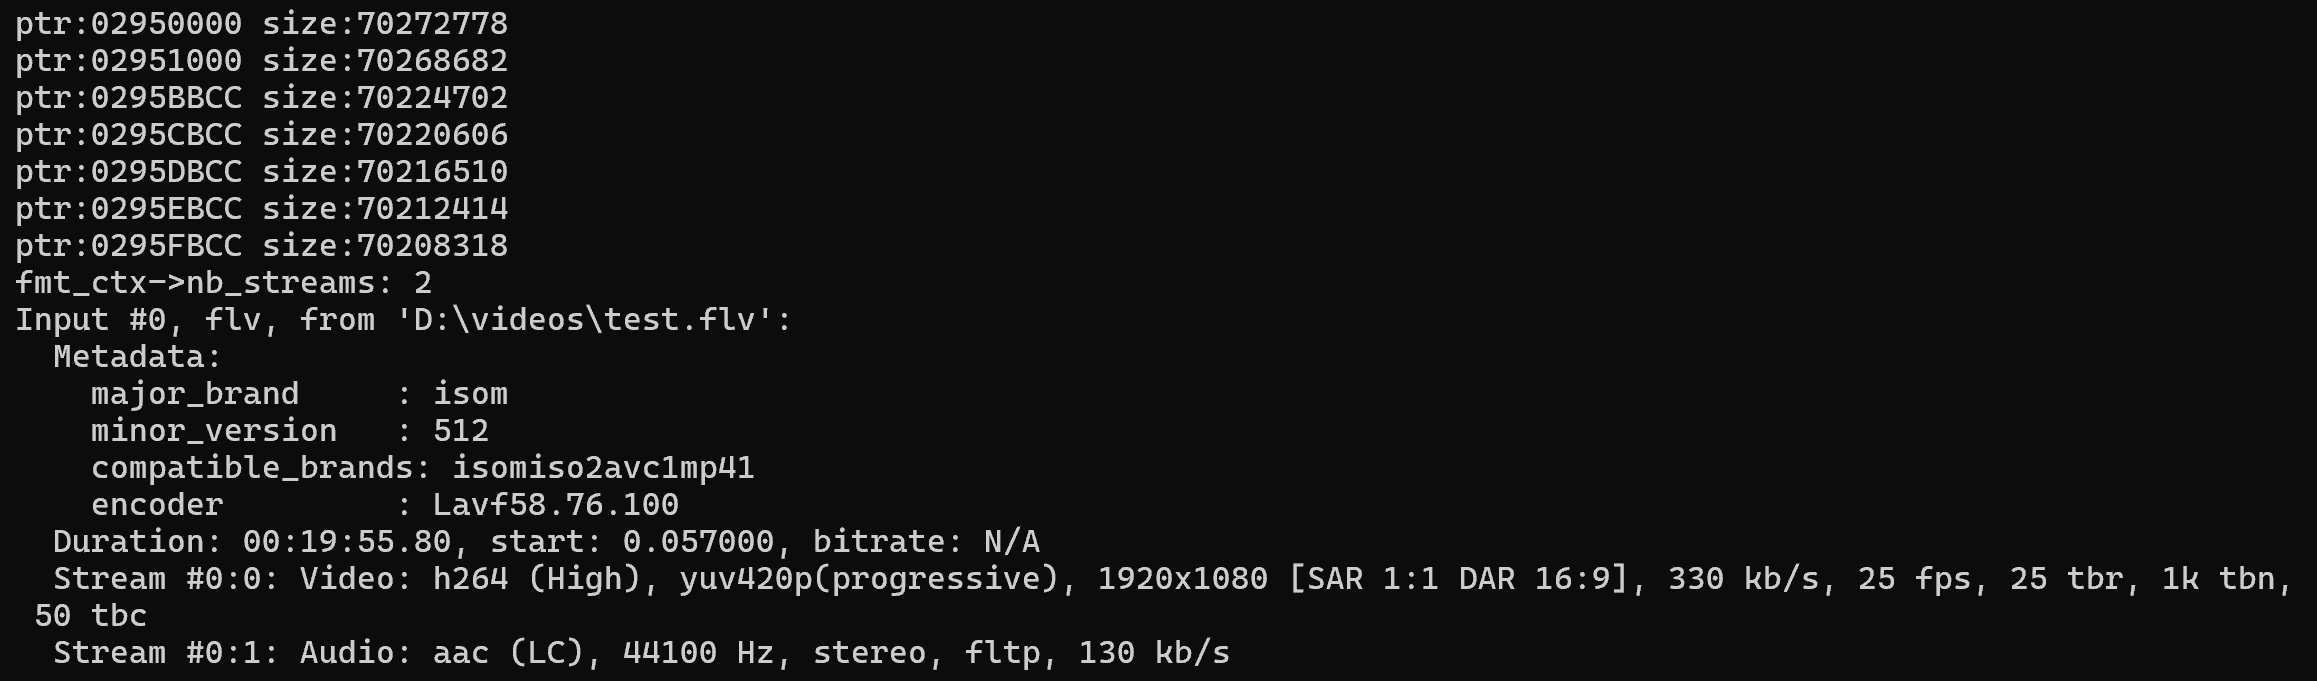 ptr:02950000 size:70272778
ptr:02951000 size:70268682
ptr:0295BBCC size:70224702
ptr:0295CBCC size:70220606
ptr:0295DBCC size:70216510
ptr:0295EBCC size:70212414
ptr:0295FBCC size:70208318
fmt_ctx->nb_streams: 2
Input #0, flv, from 'D:\videos\test.flv':
  Metadata:
    major_brand     : isom
    minor_version   : 512
    compatible_brands: isomiso2avc1mp41
    encoder         : Lavf58.76.100
  Duration: 00:19:55.80, start: 0.057000, bitrate: N/A
  Stream #0:0: Video: h264 (High), yuv420p(progressive), 1920x1080 [SAR 1:1 DAR 16:9], 330 kb/s, 25 fps, 25 tbr, 1k tbn,
 50 tbc
  Stream #0:1: Audio: aac (LC), 44100 Hz, stereo, fltp, 130 kb/s